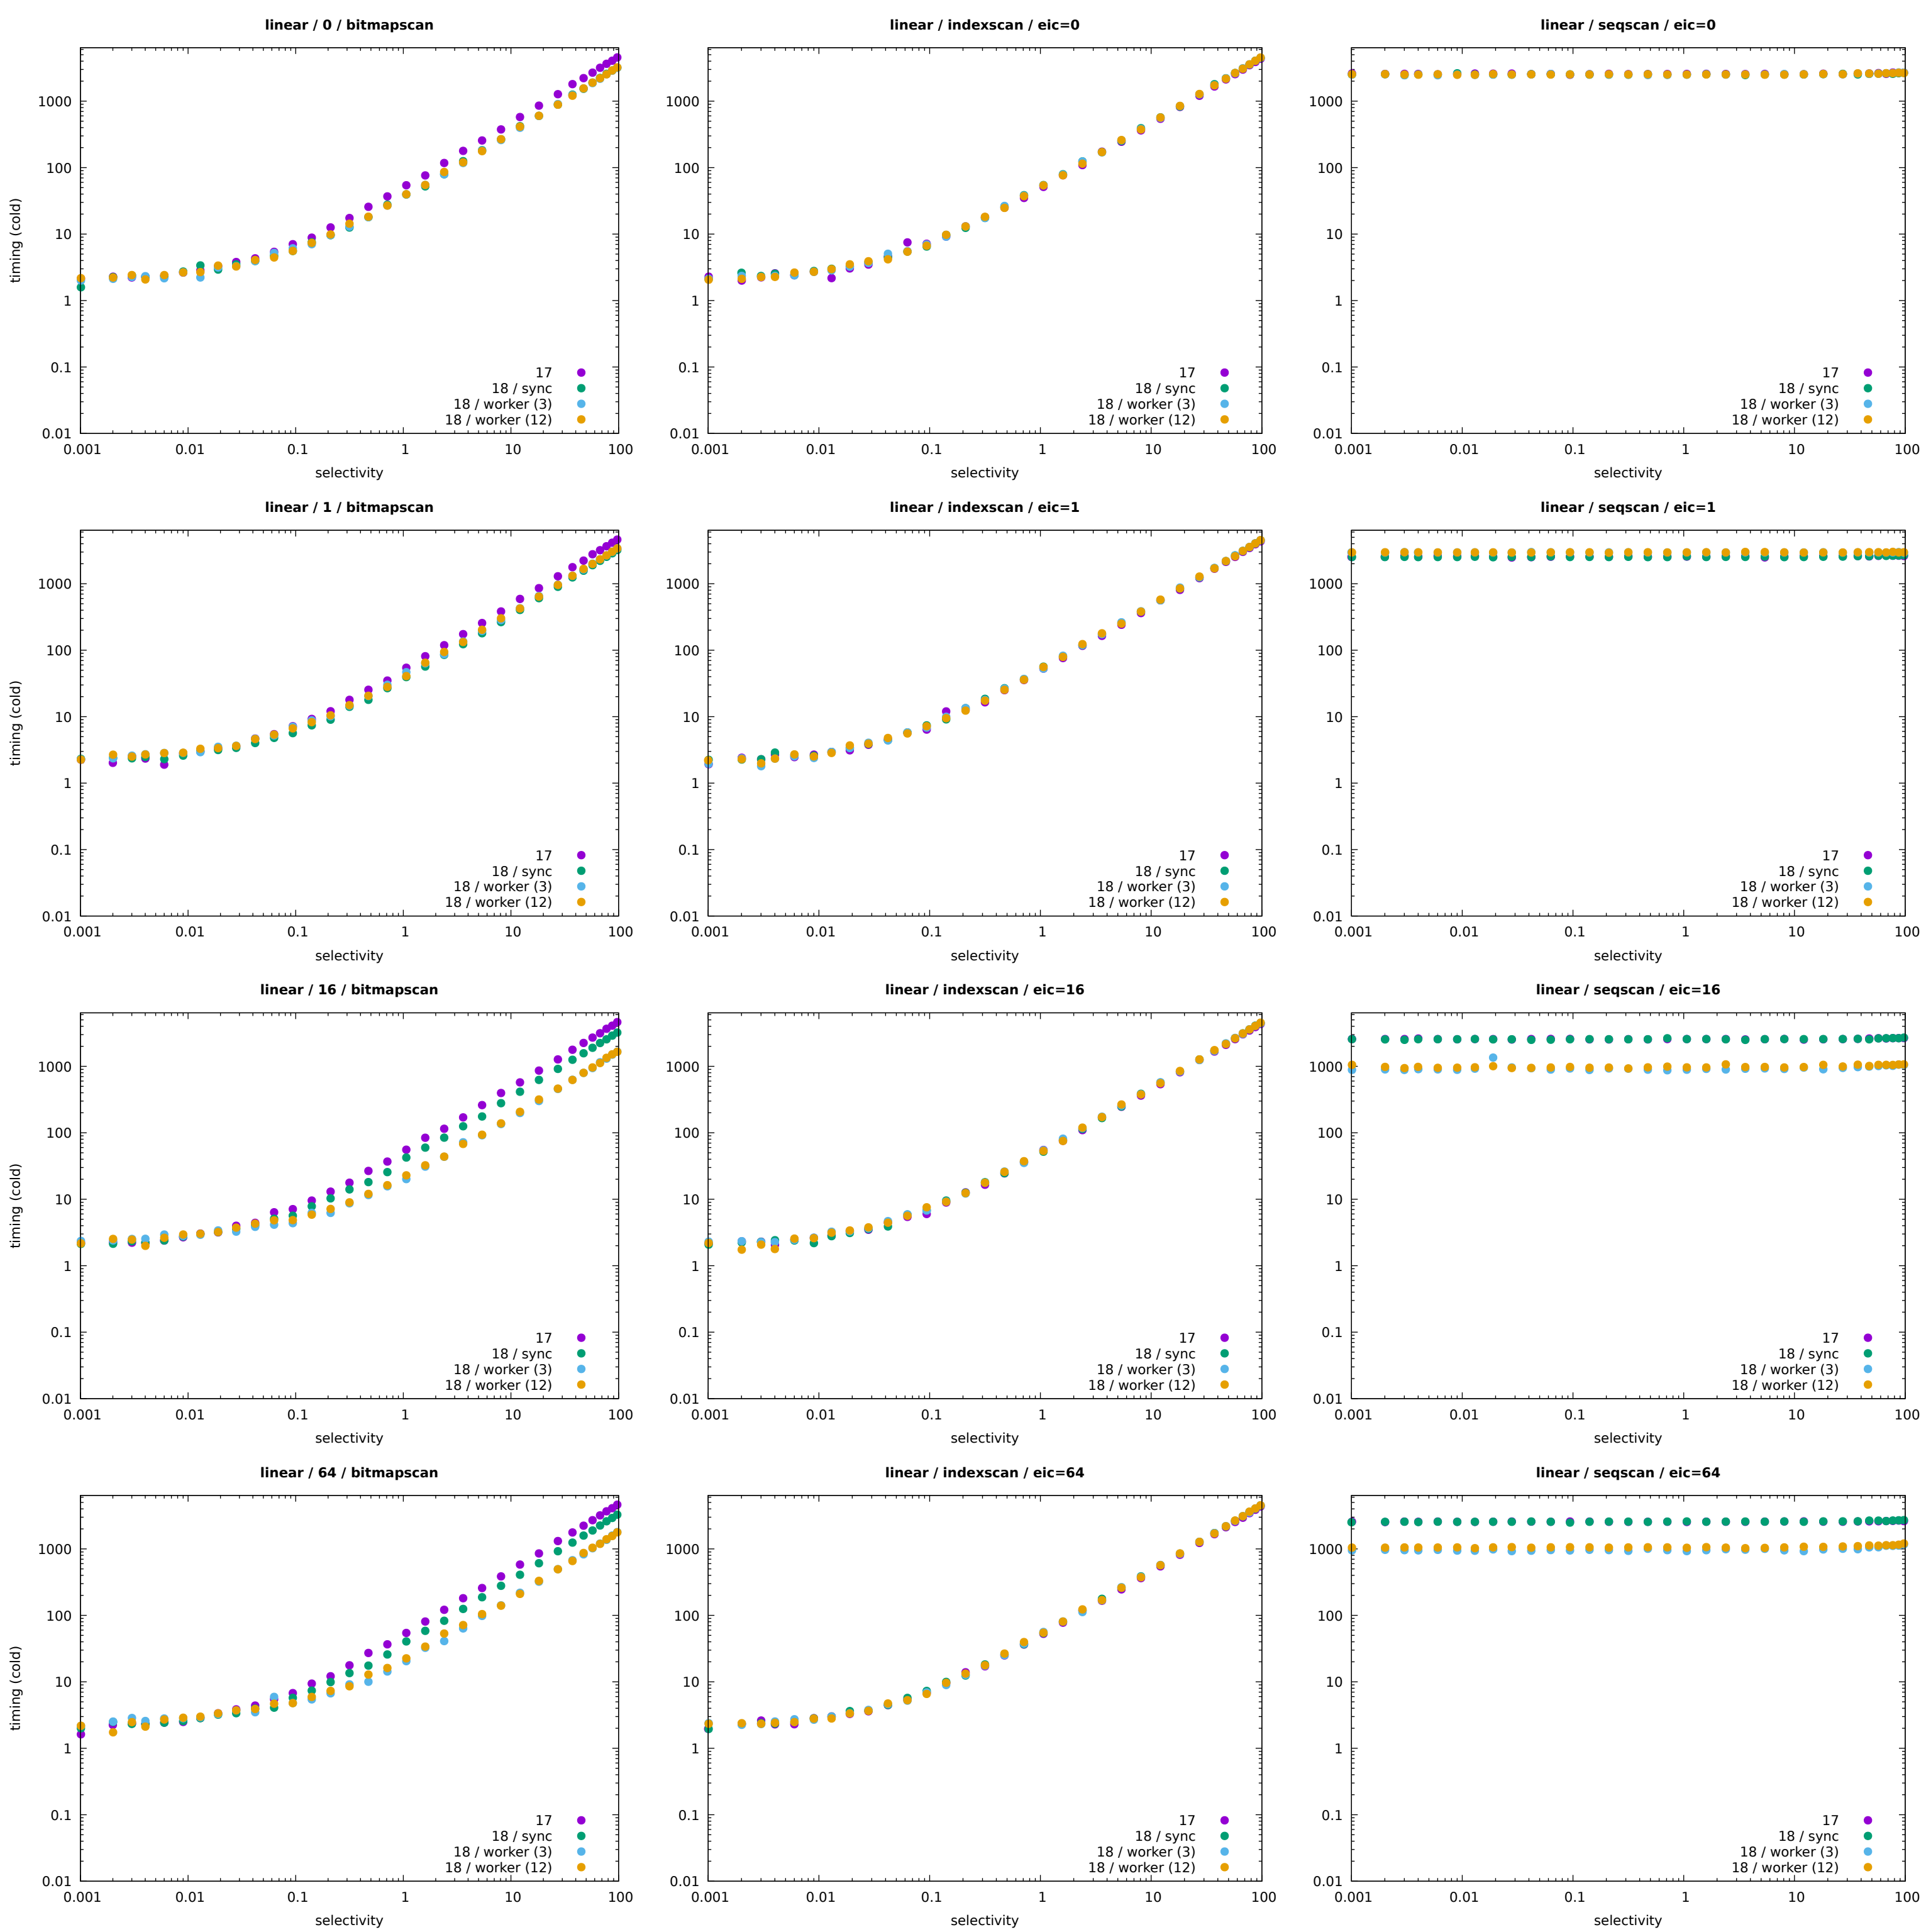 linear / 0 / bitmapscan
timing (cold)
1000
100
10
1
0.1
0.01
17
18 / sync
18 / worker (3)
18 / worker (12)
0.001 0.01 0.1 1 10 100
selectivity
linear / indexscan / eic=0
1000
100
10
1
0.1
0.01
17
18 / sync
18 / worker (3)
18 / worker (12)
0.001 0.01 0.1 1 10 100
selectivity
linear / seqscan / eic=0
1000
100
10
1
0.1
0.01
17
18 / sync
18 / worker (3)
18 / worker (12)
0.001 0.01 0.1 1 10 100
selectivity
linear / 1 / bitmapscan
timing (cold)
1000
100
10
1
0.1
0.01
17
18 / sync
18 / worker (3)
18 / worker (12)
0.001 0.01 0.1 1 10 100
selectivity
linear / indexscan / eic=1
1000
100
10
1
0.1
0.01
17
18 / sync
18 / worker (3)
18 / worker (12)
0.001 0.01 0.1 1 10 100
selectivity
linear / seqscan / eic=1
1000
100
10
1
0.1
0.01
17
18 / sync
18 / worker (3)
18 / worker (12)
0.001 0.01 0.1 1 10 100
selectivity
linear / 16 / bitmapscan
timing (cold)
1000
100
10
1
0.1
0.01
17
18 / sync
18 / worker (3)
18 / worker (12)
0.001 0.01 0.1 1 10 100
selectivity
linear / indexscan / eic=16
1000
100
10
1
0.1
0.01
17
18 / sync
18 / worker (3)
18 / worker (12)
0.001 0.01 0.1 1 10 100
selectivity
linear / seqscan / eic=16
1000
100
10
1
0.1
0.01
17
18 / sync
18 / worker (3)
18 / worker (12)
0.001 0.01 0.1 1 10 100
selectivity
linear / 64 / bitmapscan
timing (cold)
1000
100
10
1
0.1
0.01
17
18 / sync
18 / worker (3)
18 / worker (12)
0.001 0.01 0.1 1 10 100
selectivity
linear / indexscan / eic=64
1000
100
10
1
0.1
0.01
17
18 / sync
18 / worker (3)
18 / worker (12)
0.001 0.01 0.1 1 10 100
selectivity
linear / seqscan / eic=64
1000
100
10
1
0.1
0.01
17
18 / sync
18 / worker (3)
18 / worker (12)
0.001 0.01 0.1 1 10 100
selectivity